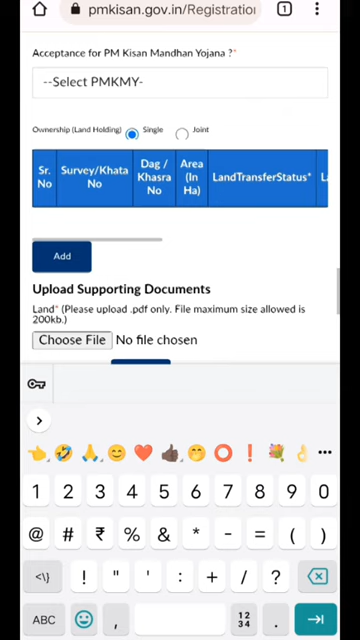 pmkisan.gov.in/Registration
1
Acceptance for PM Kisan Mandhan Yojana ?*
--Select PMKMY-
Ownership (Land Holding) Single Joint
Sr. No Survey/Khata No Dag / Khasra No Area (In Ha) LandTransferStatus*
Add
Upload Supporting Documents
Land* (Please upload .pdf only. File maximum size allowed is
200kb.)
Choose File No file chosen
1 2 3 4 5 6 7 8 9 0
@ # ₹ % & * - = ( )
<\} ! " ' : + / ?
ABC , 12 34 .